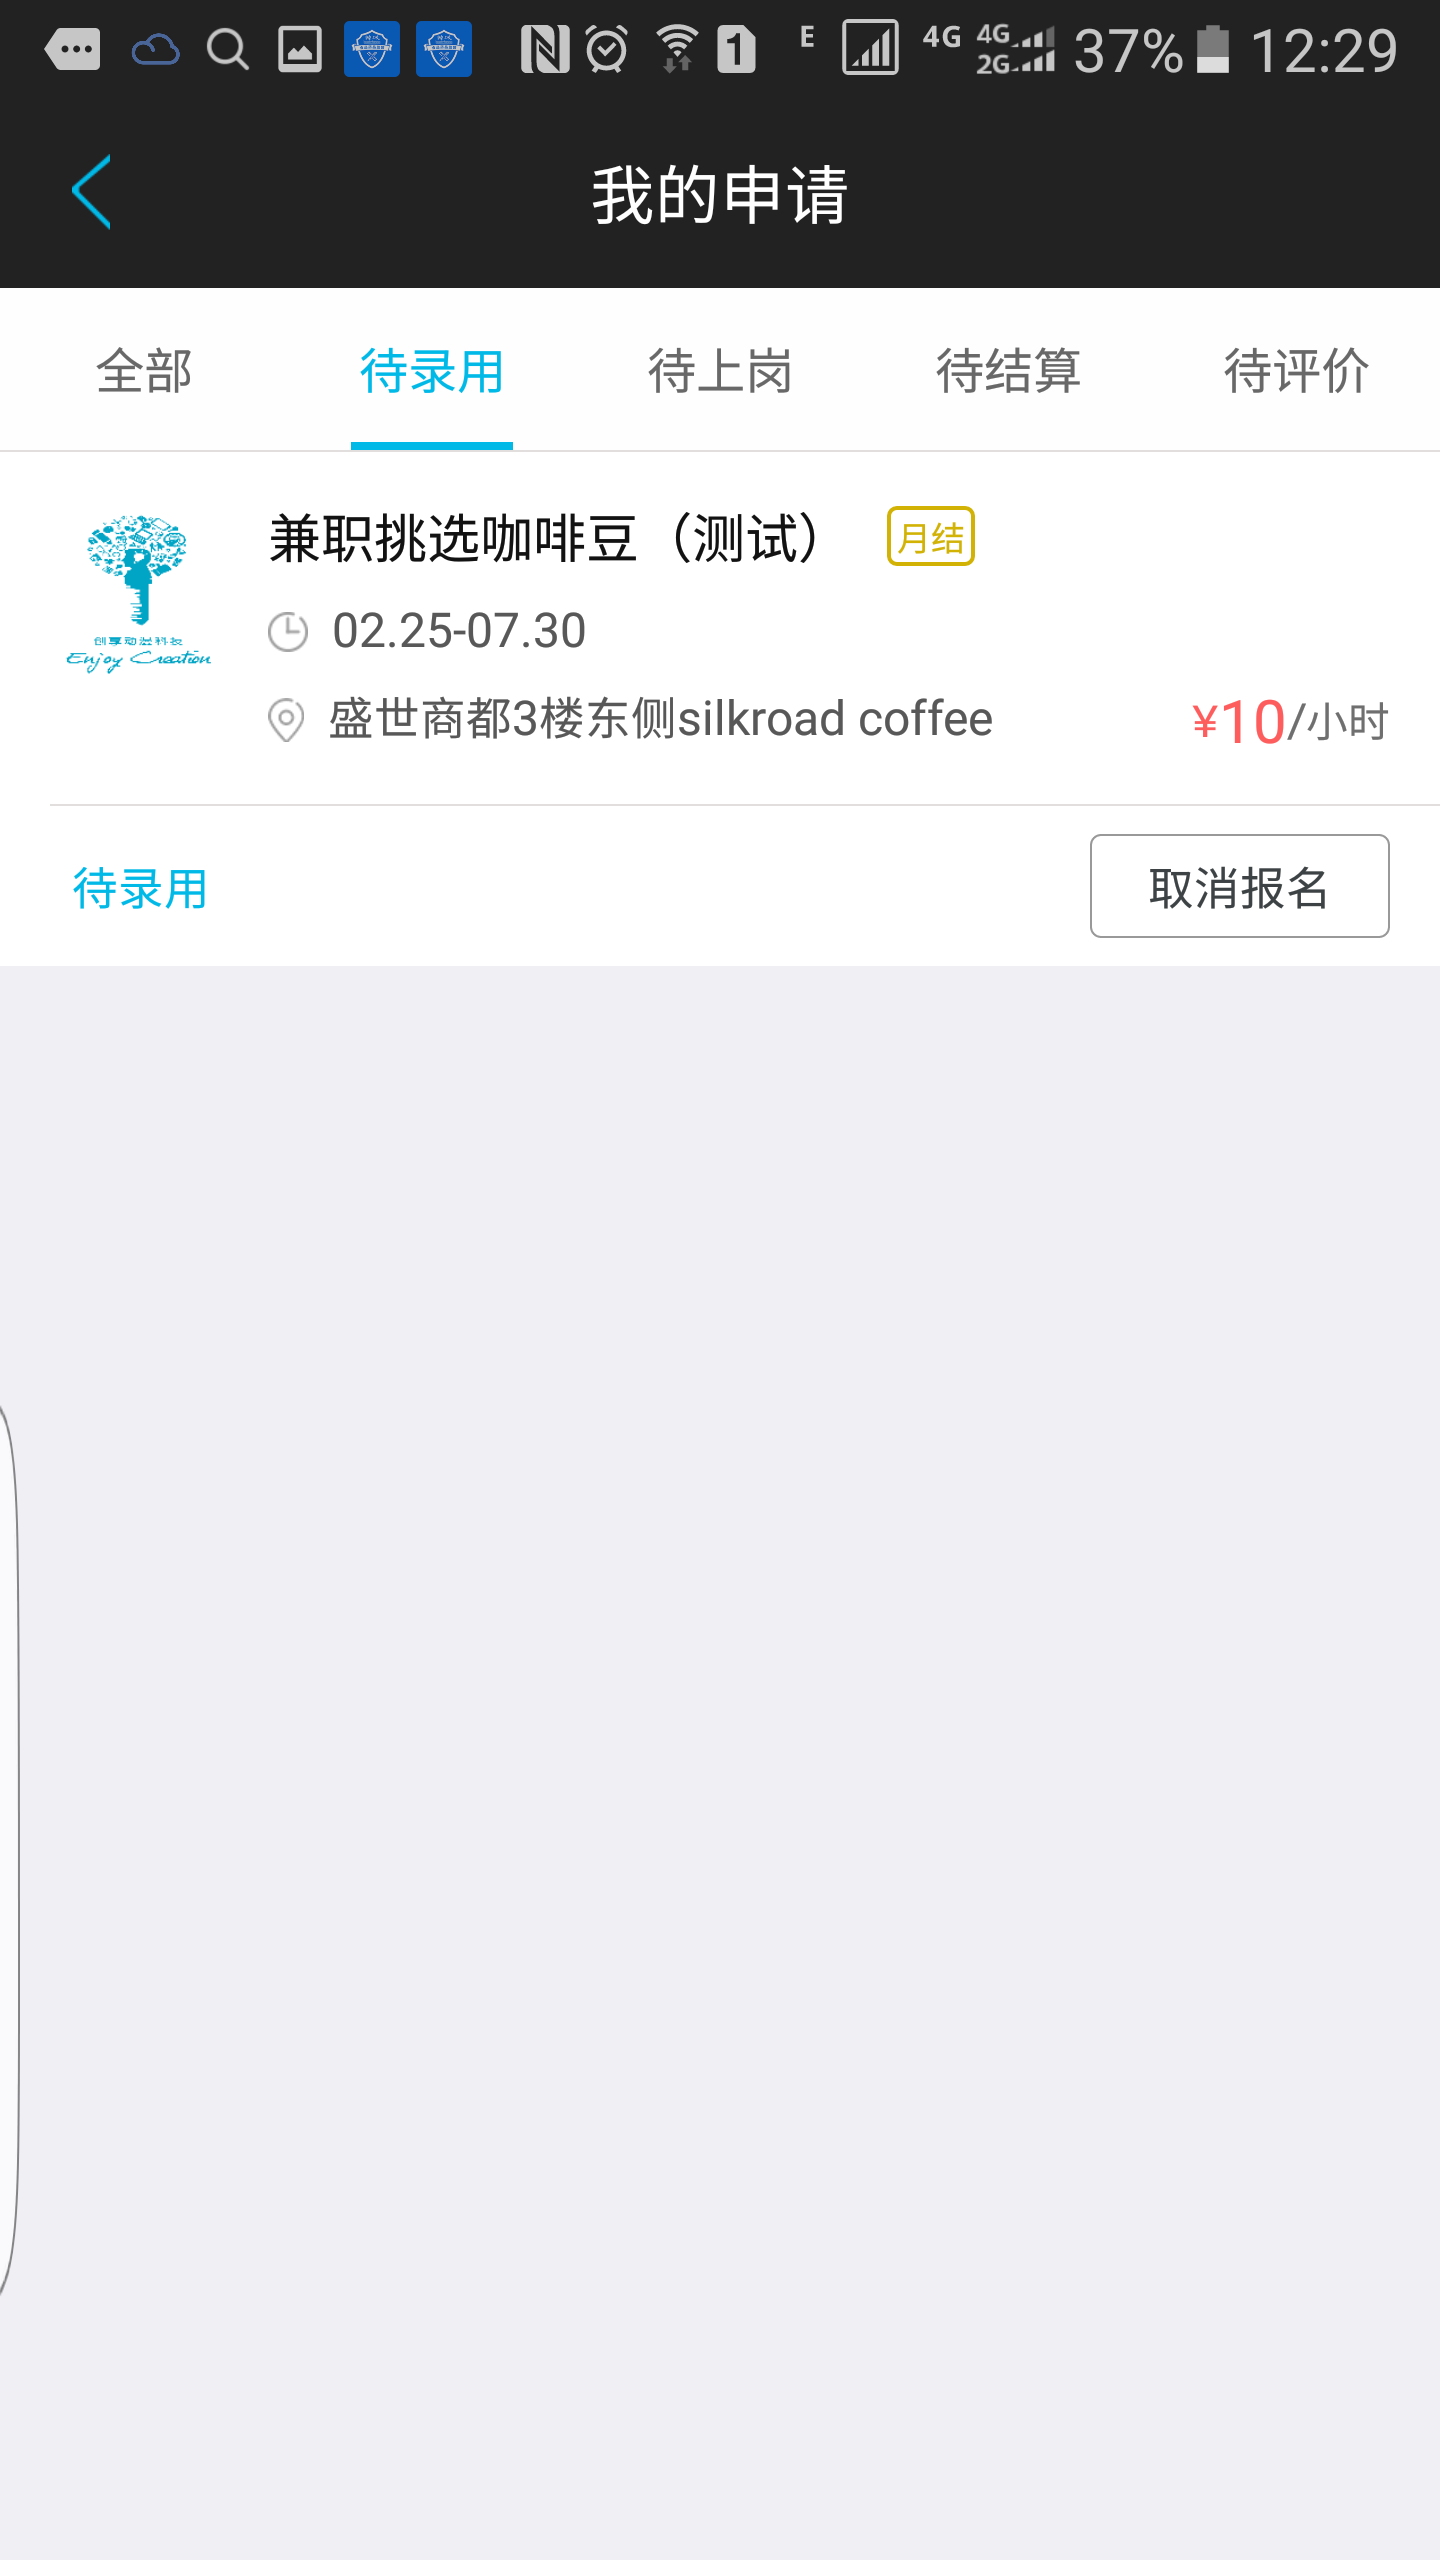 E 4G 4G 2G 37% 12:29
我的申请
全部 待录用 待上岗 待结算 待评价
兼职挑选咖啡豆（测试） 月结
02.25-07.30
盛世商都3楼东侧silkroad coffee ¥10/小时
创享动岩科技
Enjoy Creation
待录用 取消报名